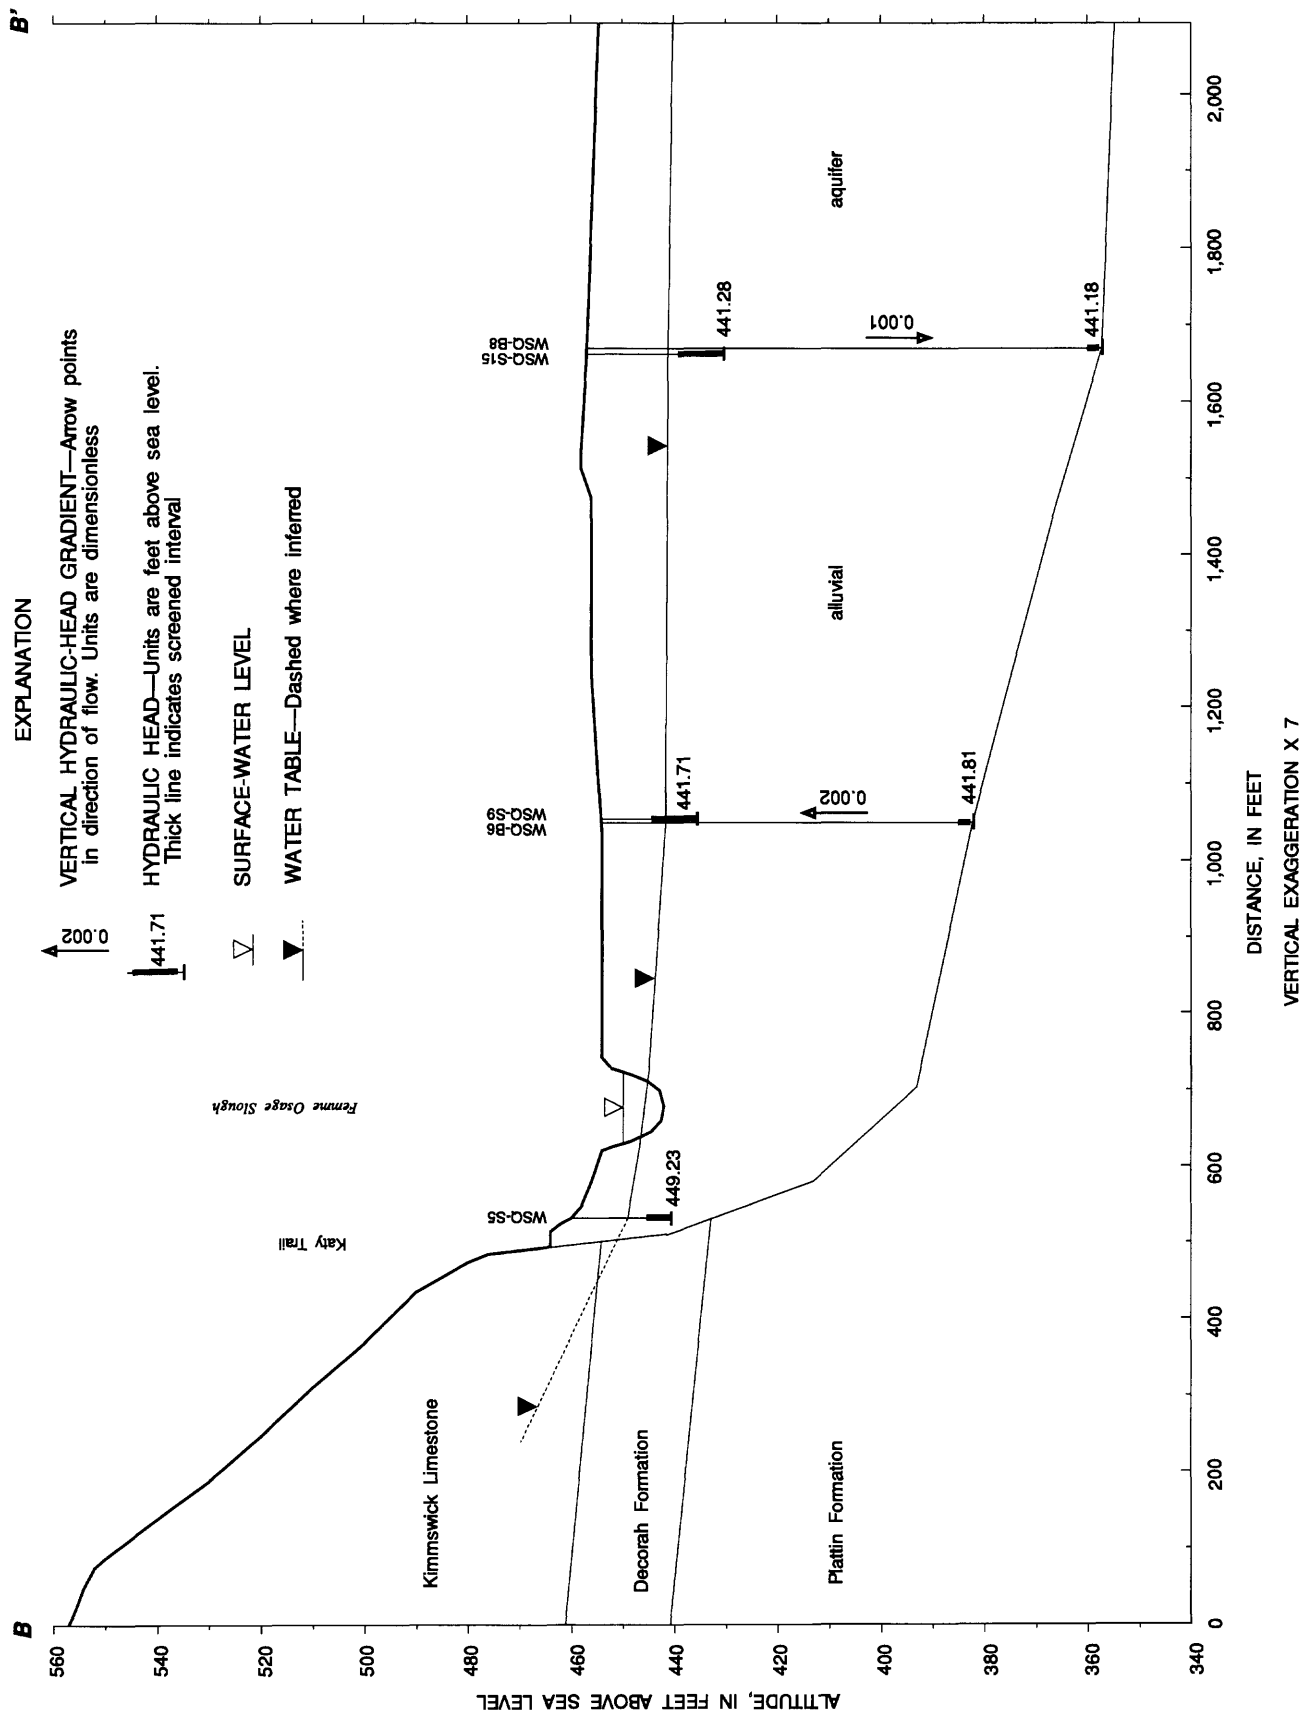 B
B'
EXPLANATION
0.002
VERTICAL HYDRAULIC-HEAD GRADIENT—Arrow points
in direction of flow. Units are dimensionless
441.71
HYDRAULIC HEAD—Units are feet above sea level.
Thick line indicates screened interval
SURFACE-WATER LEVEL
WATER TABLE—Dashed where inferred
Katy Trail
Femme Osage Slough
WSQ-S5
WSQ-B6
WSQ-S9
WSQ-S15
WSQ-B8
449.23
441.71
441.28
0.002
0.001
441.81
441.18
Kimmswick Limestone
Decorah Formation
Plattin Formation
alluvial
aquifer
ALTITUDE, IN FEET ABOVE SEA LEVEL
560
540
520
500
480
460
440
420
400
380
360
340
0
200
400
600
800
1,000
1,200
1,400
1,600
1,800
2,000
DISTANCE, IN FEET
VERTICAL EXAGGERATION X 7